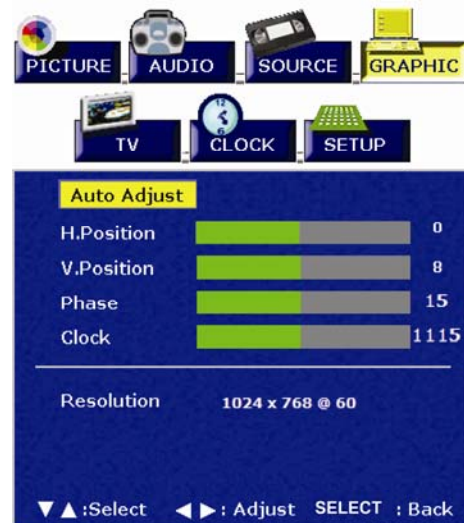 PICTURE AUDIO SOURCE GRAPHIC
TV CLOCK SETUP
Auto Adjust
H.Position 0
V.Position 8
Phase 15
Clock 1115
Resolution 1024 x 768 @ 60
▼ ▲ :Select ◀ ▶ : Adjust SELECT : Back